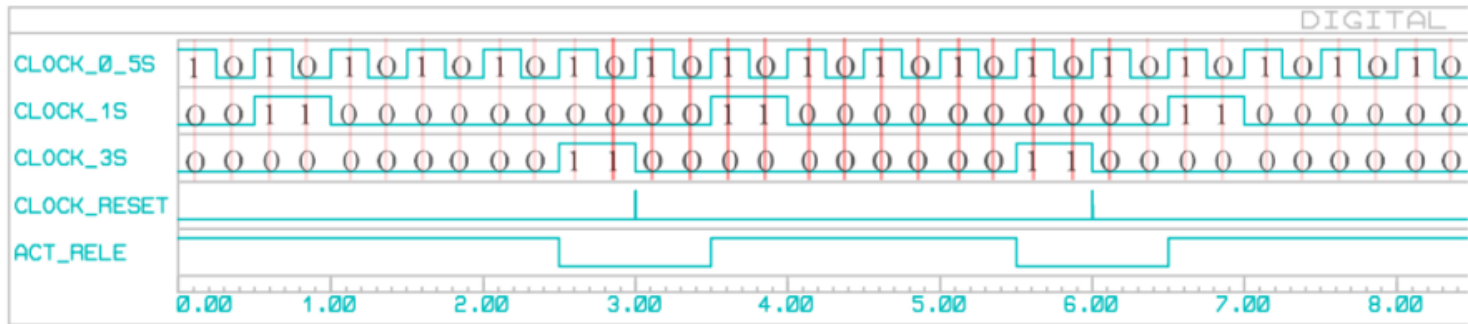 DIGITAL
CLOCK_0_5S 1 0 1 0 1 0 1 0 1 0 1 0 1 0 1 0 1 0 1 0 1 0 1 0 1 0 1 0 1 0 1 0 1 0
CLOCK_1S 0 0 1 1 0 0 0 0 0 0 0 0 0 0 1 1 0 0 0 0 0 0 0 0 0 0 1 1 0 0 0 0 0 0
CLOCK_3S 0 0 0 0 0 0 0 0 0 0 1 1 0 0 0 0 0 0 0 0 0 0 1 1 0 0 0 0 0 0 0 0 0 0
CLOCK_RESET
ACT_RELE
0.00 1.00 2.00 3.00 4.00 5.00 6.00 7.00 8.00